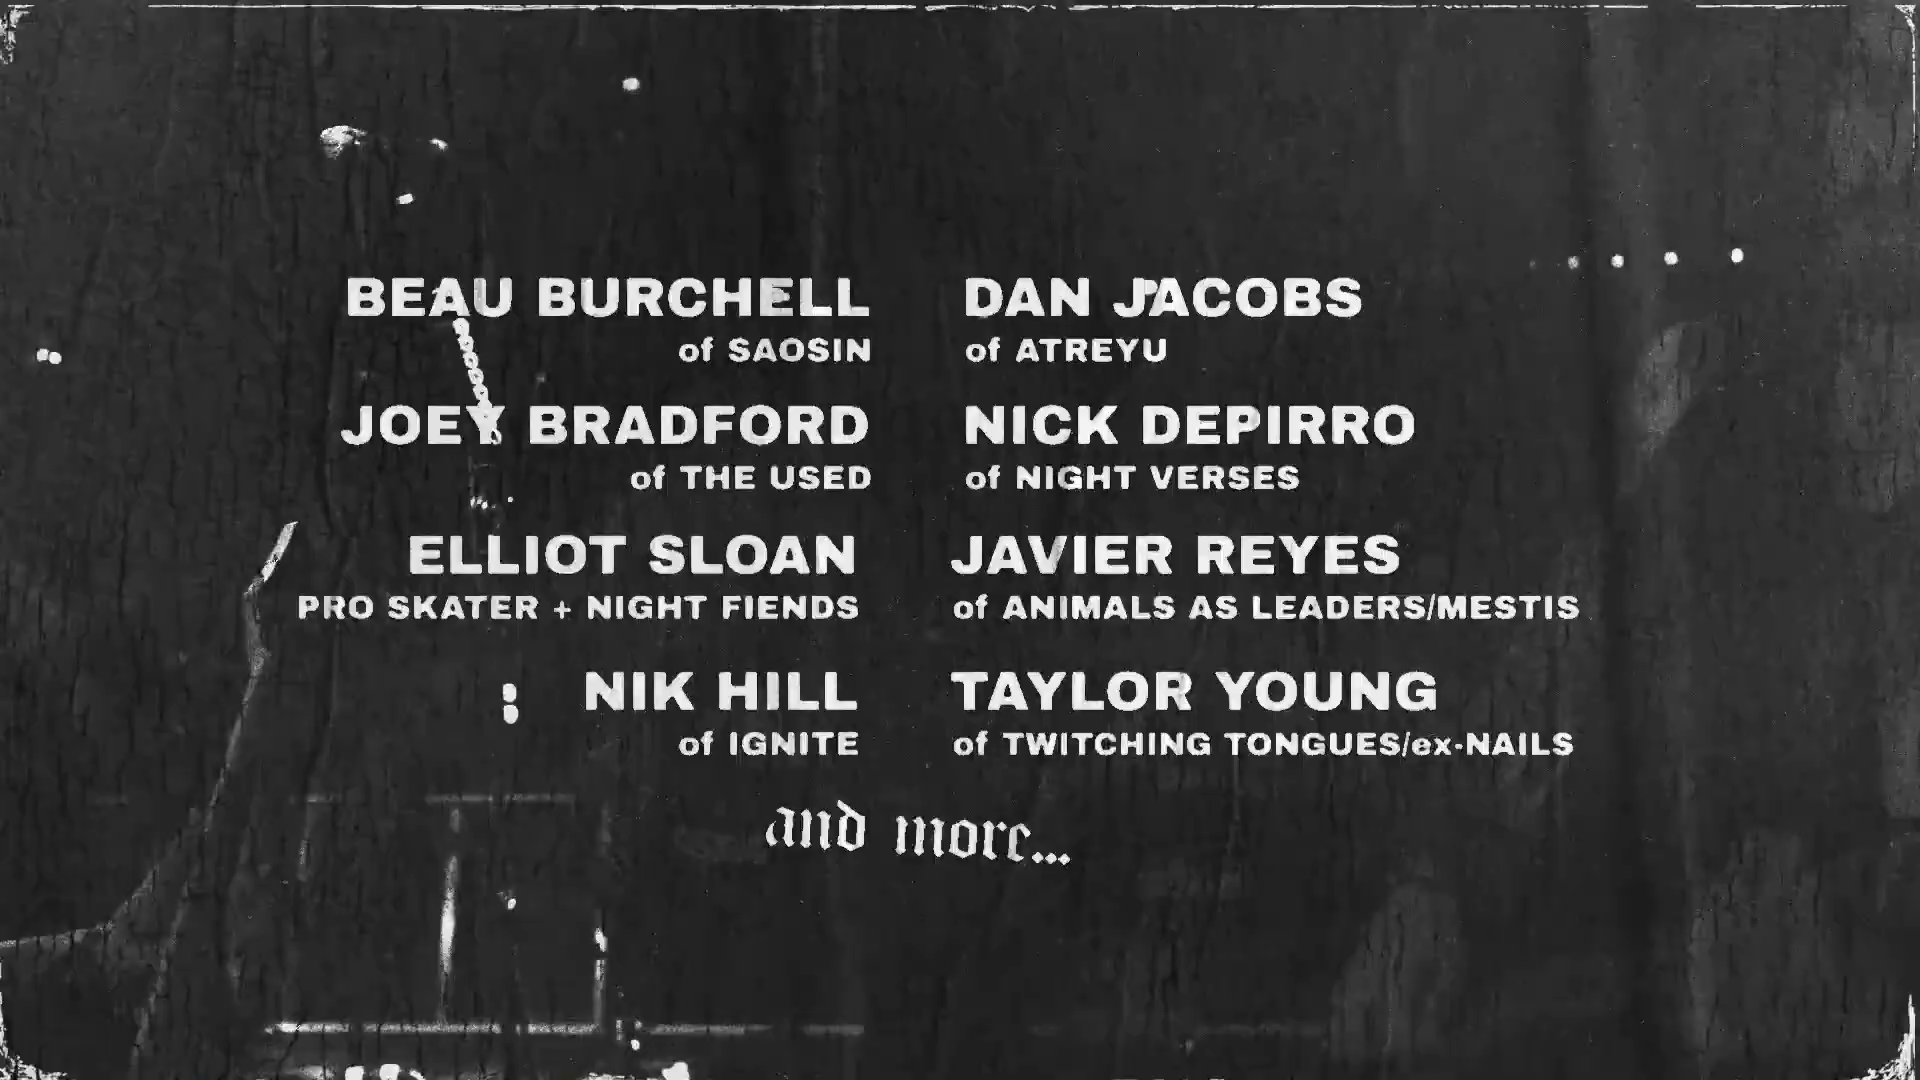 BEAU BURCHELL
of SAOSIN
JOEY BRADFORD
of THE USED
ELLIOT SLOAN
PRO SKATER + NIGHT FIENDS
NIK HILL
of IGNITE
DAN JACOBS
of ATREYU
NICK DEPIRRO
of NIGHT VERSES
JAVIER REYES
of ANIMALS AS LEADERS/MESTIS
TAYLOR YOUNG
of TWITCHING TONGUES/ex-NAILS
and more...